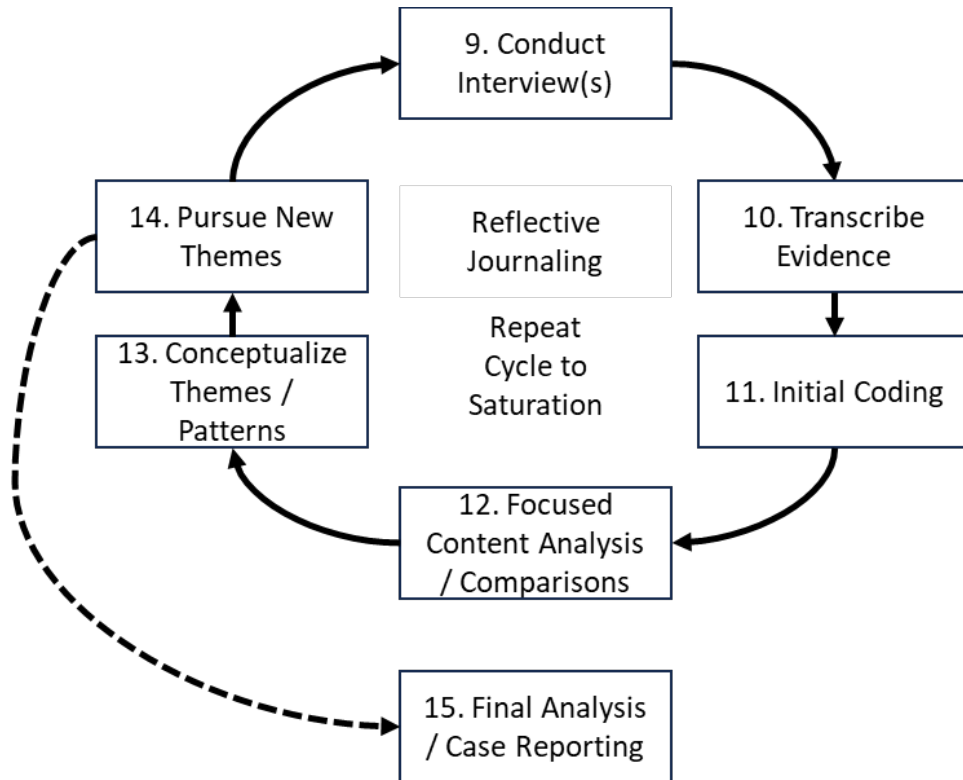 9. Conduct
Interview(s)
14. Pursue New
Themes
Reflective
Journaling
10. Transcribe
Evidence
13. Conceptualize
Themes /
Patterns
Repeat
Cycle to
Saturation
11. Initial Coding
12. Focused
Content Analysis
/ Comparisons
15. Final Analysis
/ Case Reporting